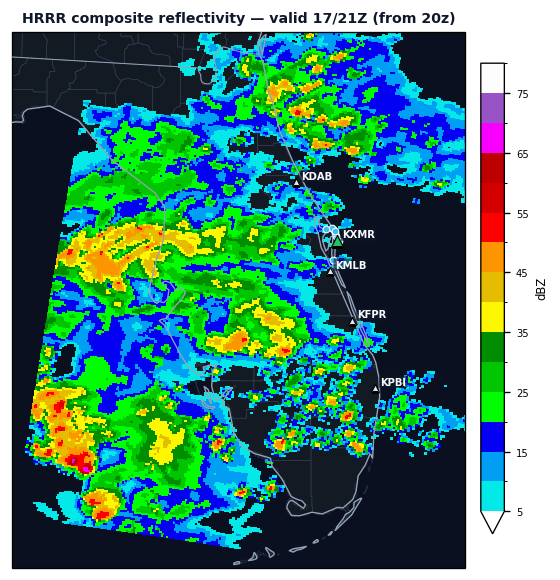 HRRR composite reflectivity — valid 17/21Z (from 20z)
KDAB
KXMR
KMLB
KFPR
KPBI
75
65
55
45
35
25
15
5
dBZ